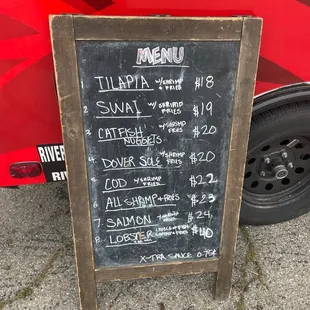 MENU
1 TILAPIA W/ SHRIMP + FRIES $18
2 SWAI W/ SHRIMP FRIES $19
3 CATFISH NUGGETS W/ SHRIMP FRIES $20
4 DOVER SOLE W/ SHRIMP + FRIES $20
5 COD W/ SHRIMP FRIES $22
6 ALL SHRIMP + FRIES $23
7 SALMON W/ SHRIMP + FRIES $24
8 LOBSTER $40
X-TRA SAUCE 0.75¢
RIVER